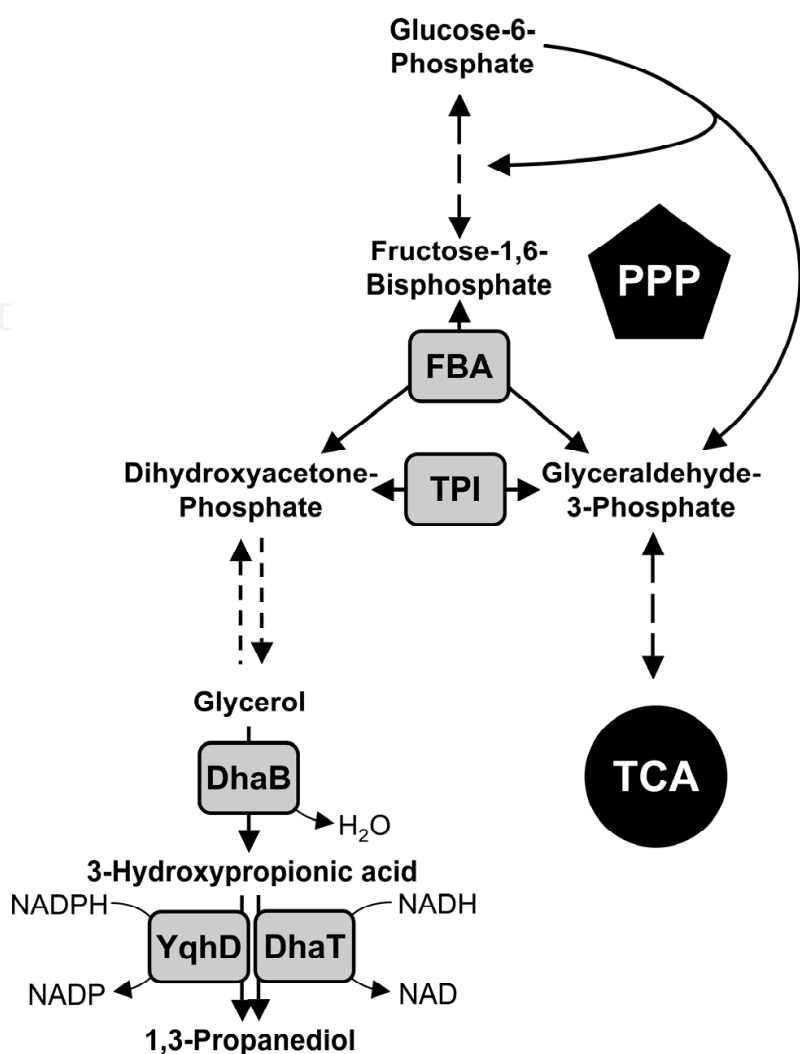 Glucose-6-
Phosphate
Fructose-1,6-
Bisphosphate
PPP
FBA
Dihydroxyacetone-
Phosphate
TPI
Glyceraldehyde-
3-Phosphate
Glycerol
DhaB
H2O
TCA
3-Hydroxypropionic acid
NADPH
NADH
YqhD
DhaT
NADP
NAD
1,3-Propanediol